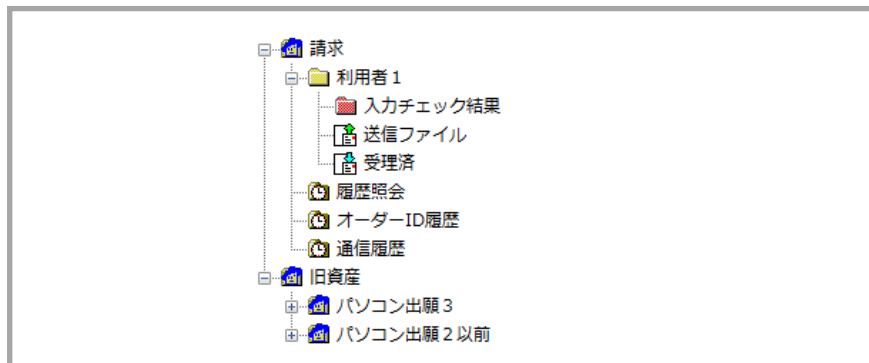 請求
利用者1
入力チェック結果
送信ファイル
受理済
履歴照会
オーダーID履歴
通信履歴
旧資産
パソコン出願3
パソコン出願2以前